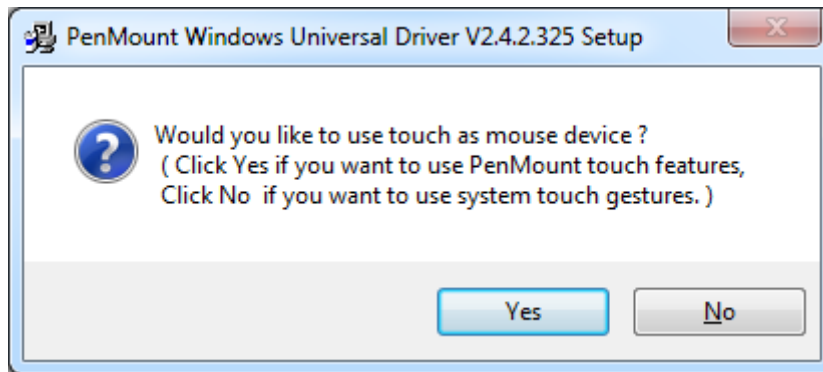 PenMount Windows Universal Driver V2.4.2.325 Setup
Would you like to use touch as mouse device ?
( Click Yes if you want to use PenMount touch features,
Click No  if you want to use system touch gestures. )
Yes
No